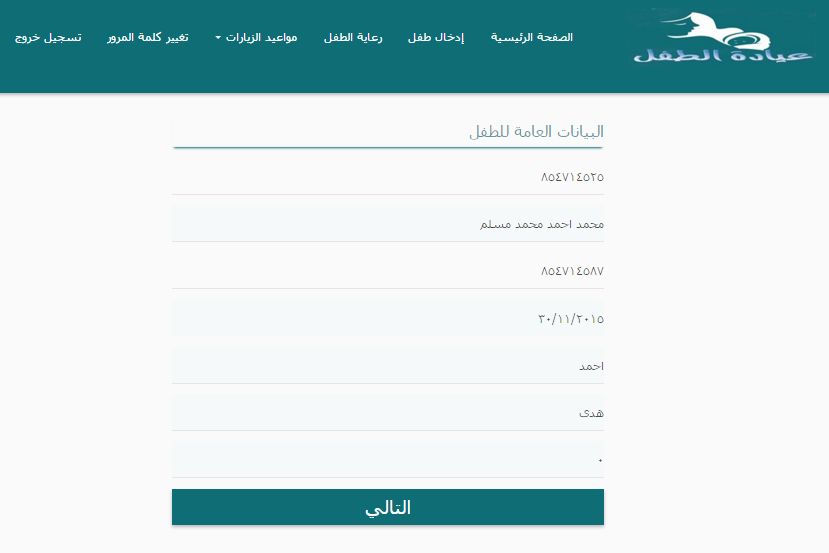 عيادة الطفل
الصفحة الرئيسية إدخال طفل رعاية الطفل مواعيد الزيارات تغيير كلمة المرور تسجيل خروج
البيانات العامة للطفل
٨٥٤٧١٤٥٢٥
محمد احمد محمد مسلم
٨٥٤٧١٤٥٨٧
٣٠/١١/٢٠١٥
احمد
هدى
٠
التالي